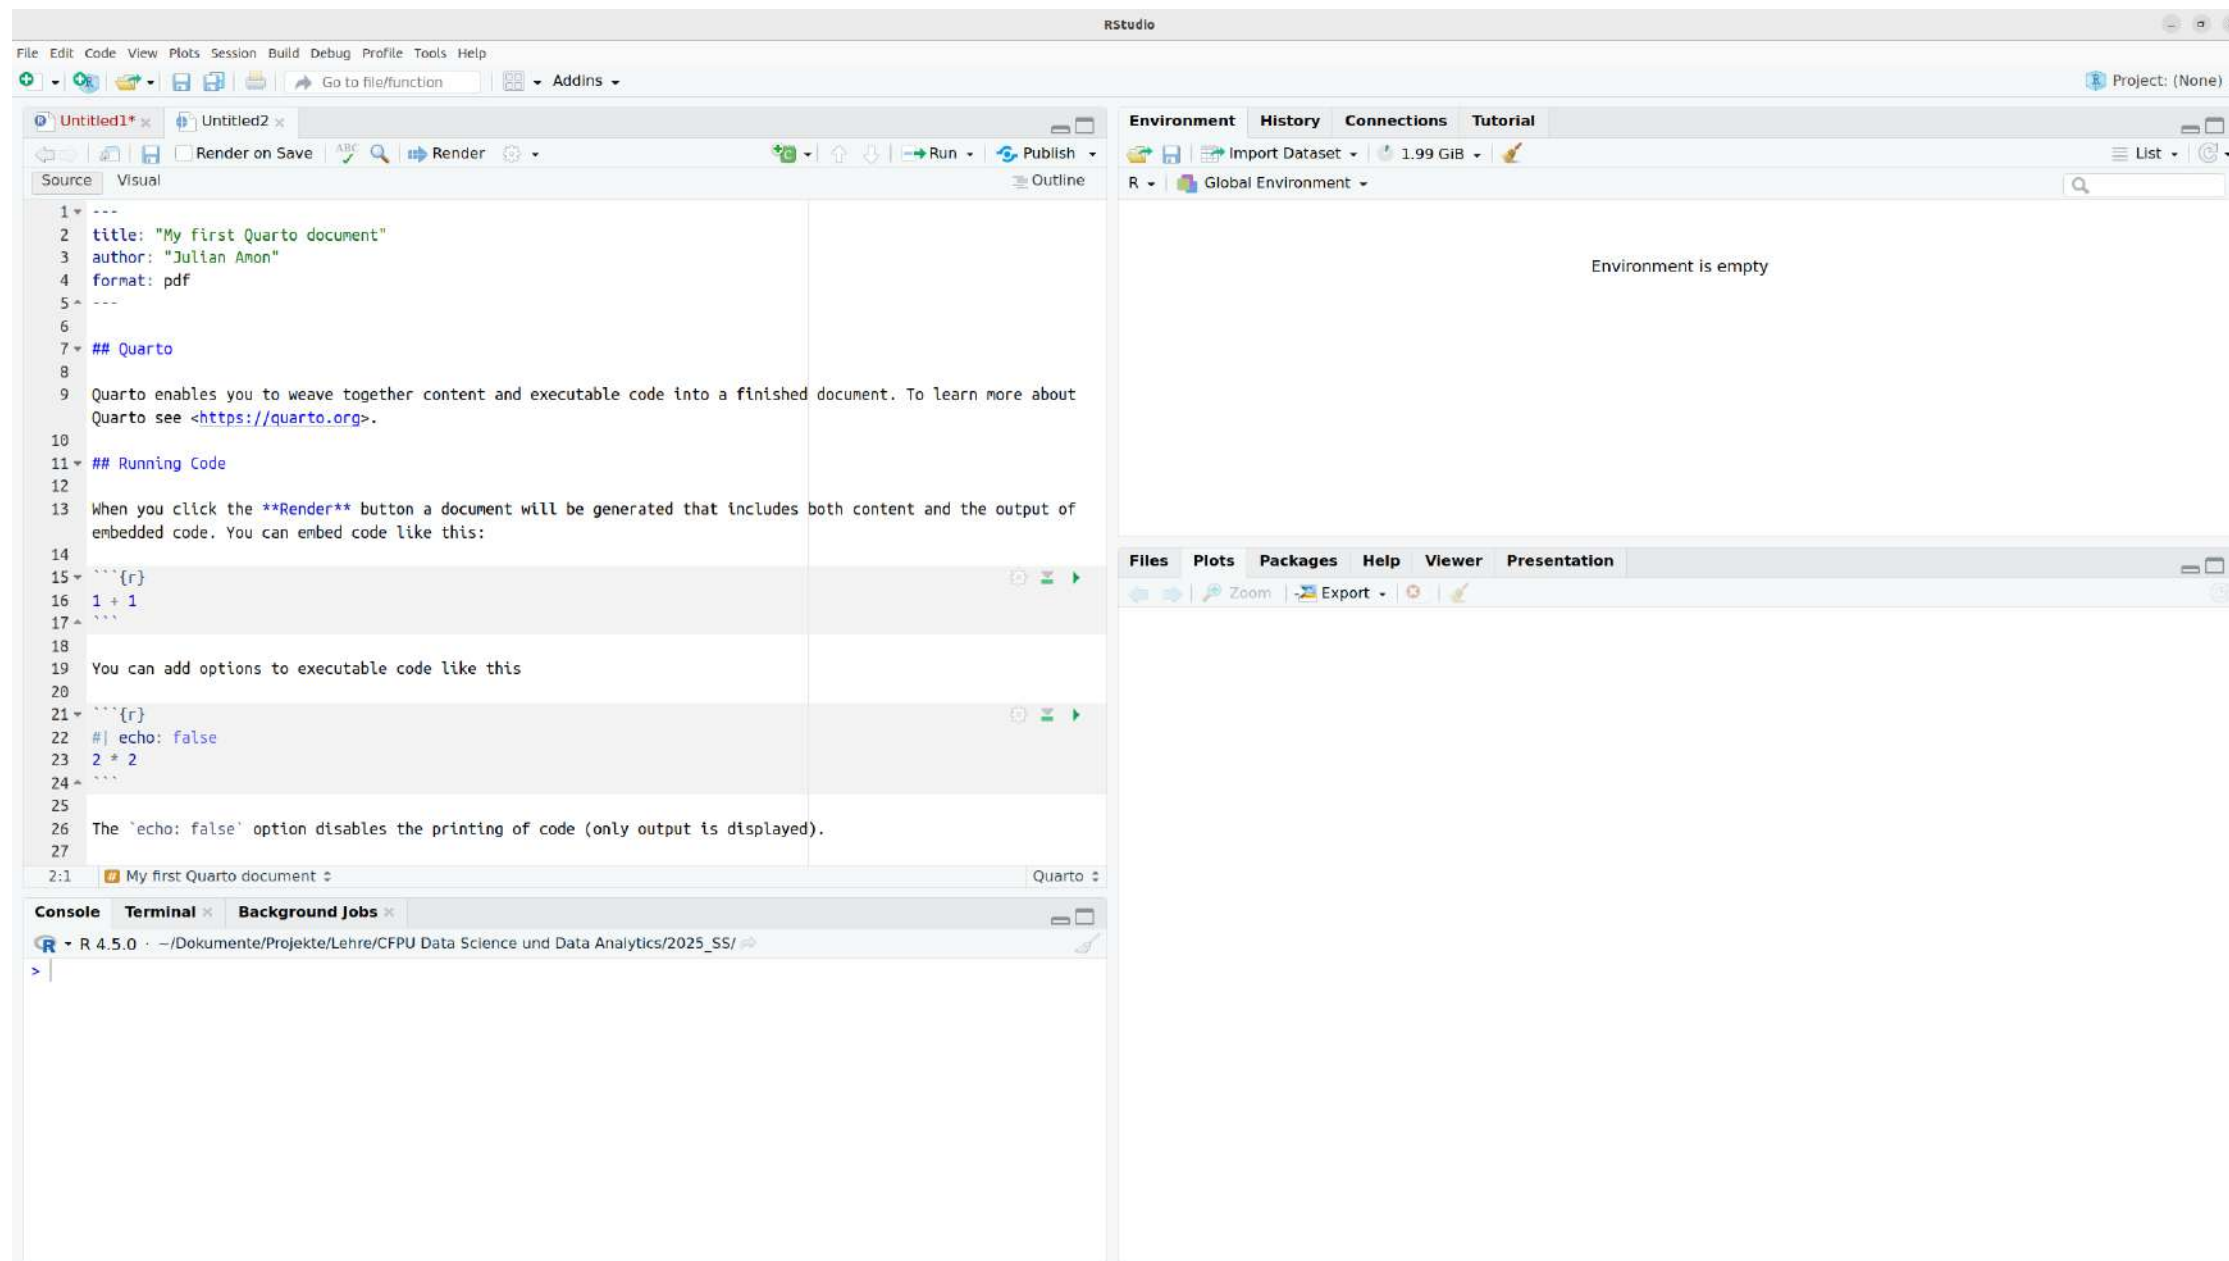 RStudio
File Edit Code View Plots Session Build Debug Profile Tools Help
Go to file/function Addins Project: (None)
Untitled1* Untitled2
Render on Save Render Run Publish
Source Visual Outline
1 ---
2 title: "My first Quarto document"
3 author: "Julian Amon"
4 format: pdf
5 ---
6
7 ## Quarto
8
9 Quarto enables you to weave together content and executable code into a finished document. To learn more about
Quarto see <https://quarto.org>.
10
11 ## Running Code
12
13 When you click the **Render** button a document will be generated that includes both content and the output of
embedded code. You can embed code like this:
14
15 ```{r}
16 1 + 1
17 ```
18
19 You can add options to executable code like this
20
21 ```{r}
22 #| echo: false
23 2 * 2
24 ```
25
26 The `echo: false` option disables the printing of code (only output is displayed).
27
2:1 My first Quarto document Quarto
Console Terminal Background Jobs
R 4.5.0 · ~/Dokumente/Projekte/Lehre/CFPU Data Science und Data Analytics/2025_SS/
>
Environment History Connections Tutorial
Import Dataset 1.99 GiB List
R Global Environment
Environment is empty
Files Plots Packages Help Viewer Presentation
Zoom Export